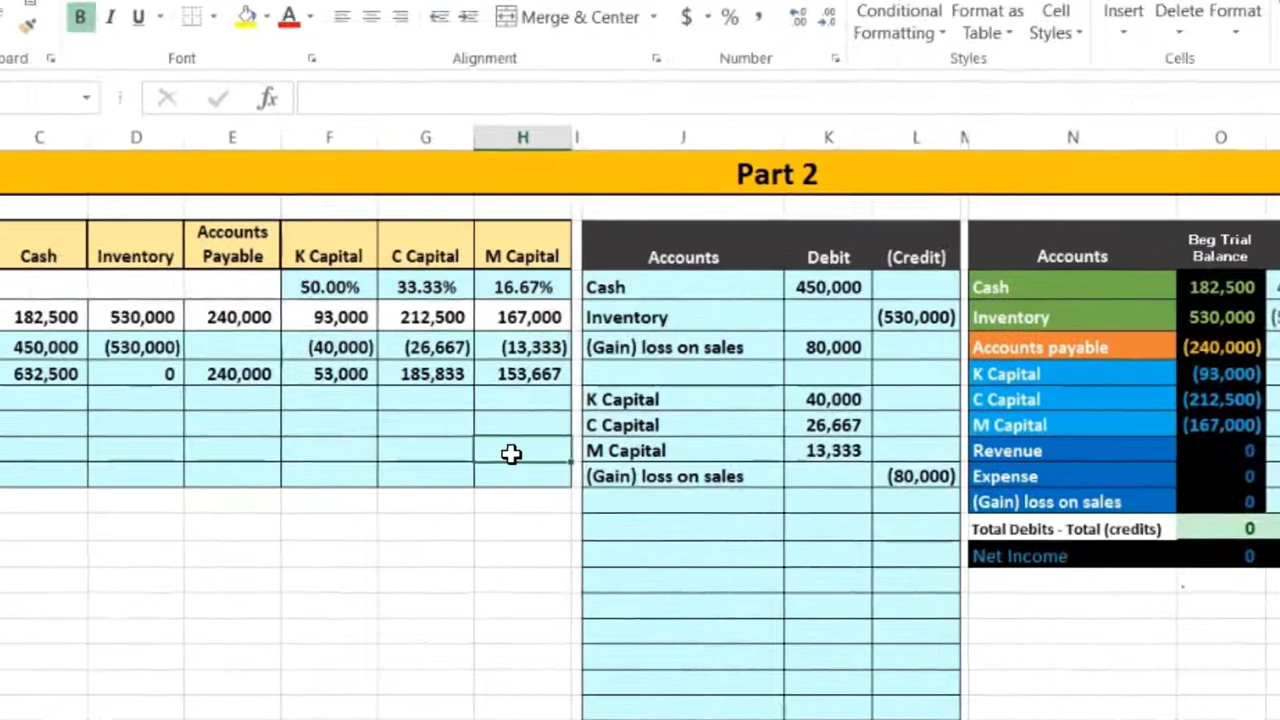 B I U A Merge & Center $ % , Conditional Formatting Format as Table Cell Styles Insert Delete Format
Font Alignment Number Styles Cells
fx
C D E F G H I J K L M N O
Part 2
Cash Inventory Accounts Payable K Capital C Capital M Capital Accounts Debit (Credit) Accounts Beg Trial Balance
50.00% 33.33% 16.67% Cash 450,000 Cash 182,500
182,500 530,000 240,000 93,000 212,500 167,000 Inventory (530,000) Inventory 530,000
450,000 (530,000) (40,000) (26,667) (13,333) (Gain) loss on sales 80,000 Accounts payable (240,000)
632,500 0 240,000 53,000 185,833 153,667 K Capital (93,000)
K Capital 40,000 C Capital (212,500)
C Capital 26,667 M Capital (167,000)
M Capital 13,333 Revenue 0
(Gain) loss on sales (80,000) Expense 0
(Gain) loss on sales 0
Total Debits - Total (credits) 0
Net Income 0